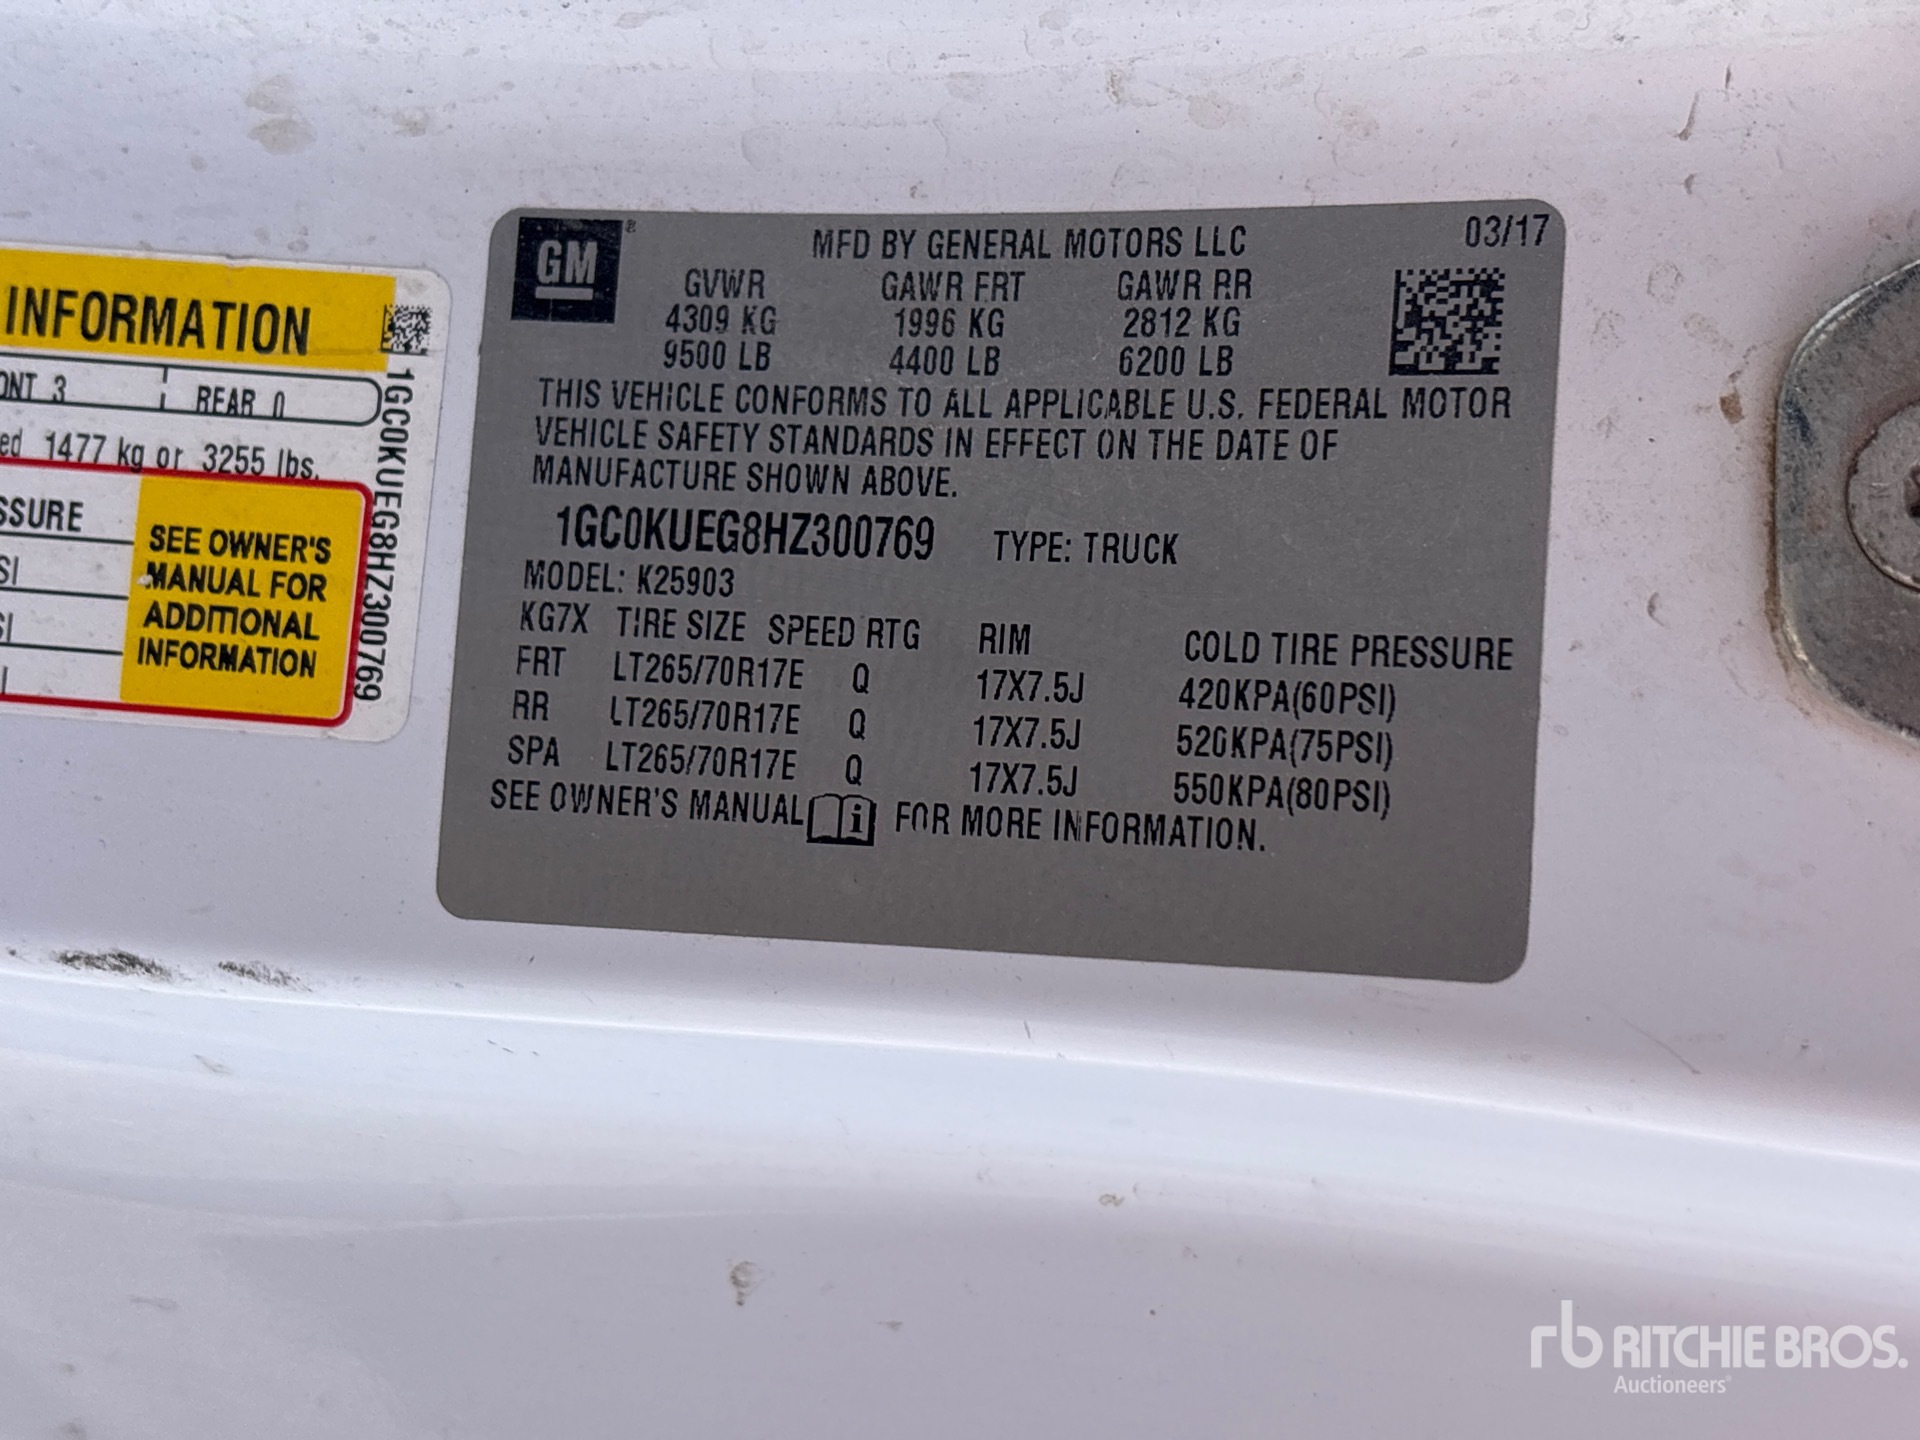 INFORMATION
ONT 3 REAR 0
ed 1477 kg or 3255 lbs.
SSURE
SI
SI
I
SEE OWNER'S
MANUAL FOR
ADDITIONAL
INFORMATION
1GC0KUEG8HZ300769
GM®
MFD BY GENERAL MOTORS LLC 03/17
GVWR GAWR FRT GAWR RR
4309 KG 1996 KG 2812 KG
9500 LB 4400 LB 6200 LB
THIS VEHICLE CONFORMS TO ALL APPLICABLE U.S. FEDERAL MOTOR
VEHICLE SAFETY STANDARDS IN EFFECT ON THE DATE OF
MANUFACTURE SHOWN ABOVE.
1GC0KUEG8HZ300769 TYPE: TRUCK
MODEL: K25903
KG7X TIRE SIZE SPEED RTG RIM COLD TIRE PRESSURE
FRT LT265/70R17E Q 17X7.5J 420KPA(60PSI)
RR LT265/70R17E Q 17X7.5J 520KPA(75PSI)
SPA LT265/70R17E Q 17X7.5J 550KPA(80PSI)
SEE OWNER'S MANUAL i FOR MORE INFORMATION.
rb RITCHIE BROS.
Auctioneers